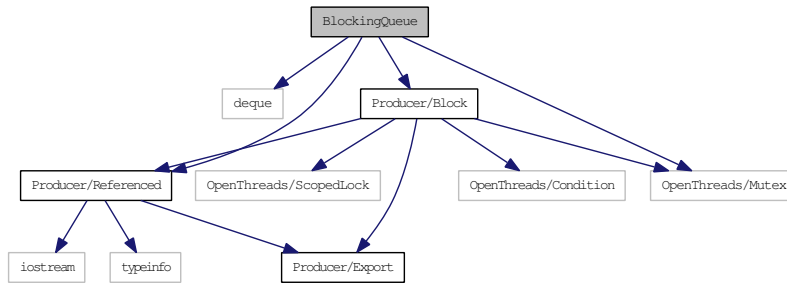 BlockingQueue
deque
Producer/Block
Producer/Referenced
OpenThreads/ScopedLock
OpenThreads/Condition
OpenThreads/Mutex
iostream
typeinfo
Producer/Export